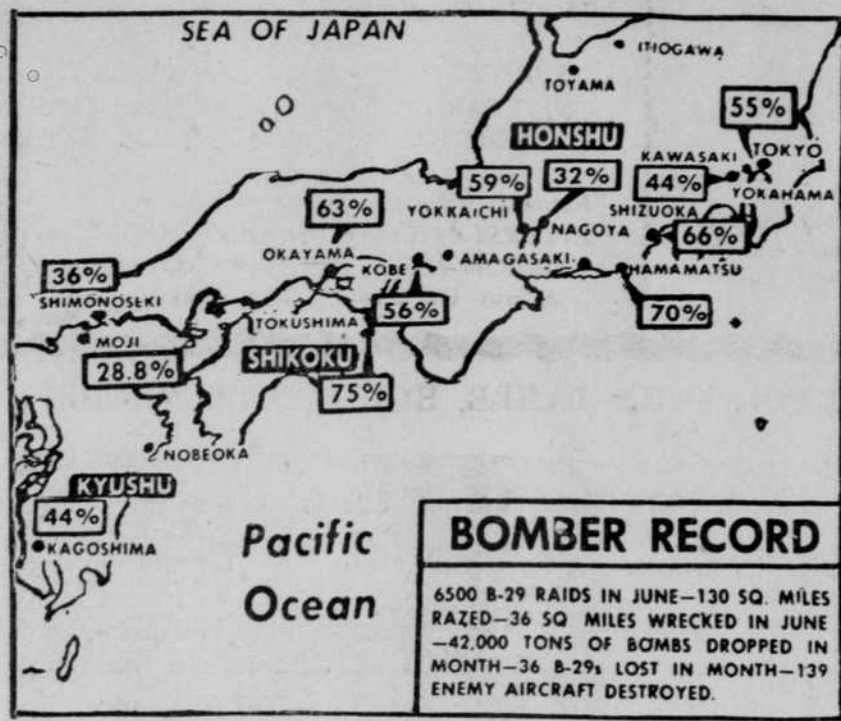 SEA OF JAPAN
ITIOGAWA
TOYAMA
55%
HONSHU
TOKYO
KAWASAKI
59%
32%
44%
YOKAHAMA
63%
YOKKAICHI
SHIZUOKA
NAGOYA
66%
OKAYAMA
KOBE
AMAGASAKI
HAMAMATSU
36%
SHIMONOSEKI
56%
70%
TOKUSHIMA
MOJI
SHIKOKU
28.8%
75%
NOBEOKA
KYUSHU
44%
KAGOSHIMA
Pacific
Ocean
BOMBER RECORD
6500 B-29 RAIDS IN JUNE—130 SQ. MILES
RAZED—36 SQ MILES WRECKED IN JUNE
—42,000 TONS OF BOMBS DROPPED IN
MONTH—36 B-29s LOST IN MONTH—139
ENEMY AIRCRAFT DESTROYED.